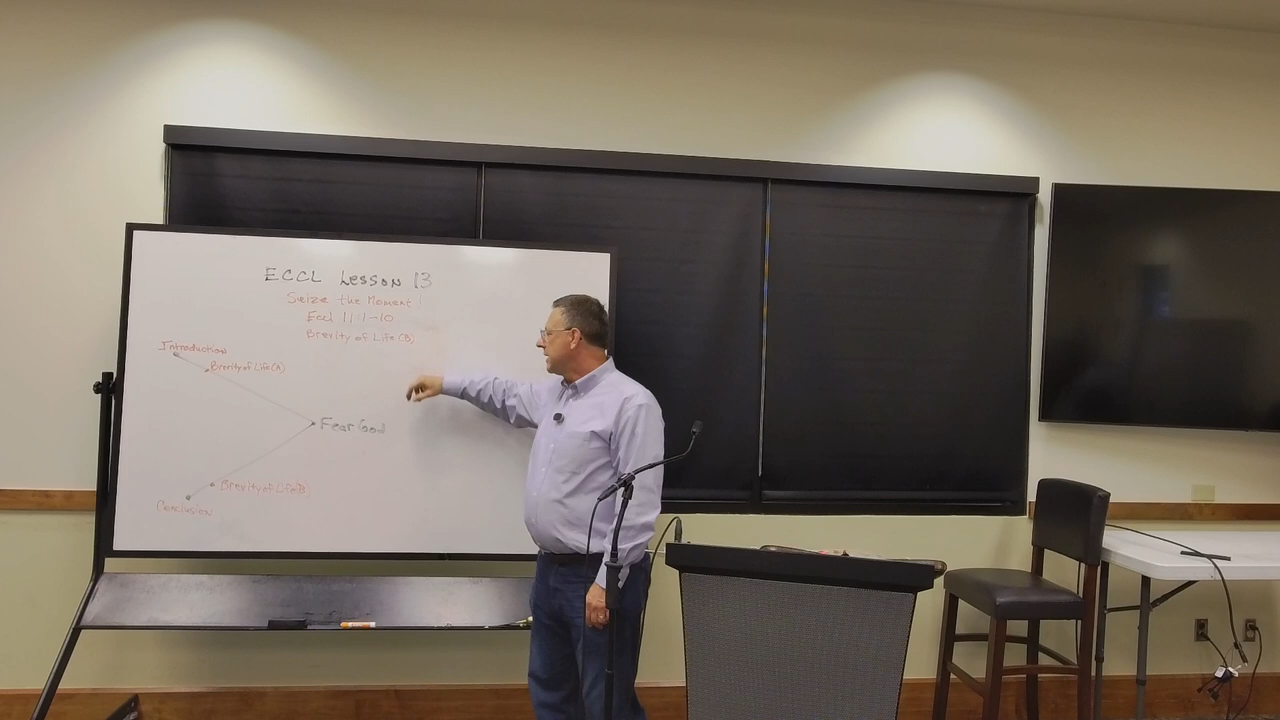 ECCL Lesson 13
Seize the Moment!
Eccl 11:1-10
Brevity of Life (B)
Introduction
Brevity of Life (A)
Fear God
Brevity of Life (B)
Conclusion